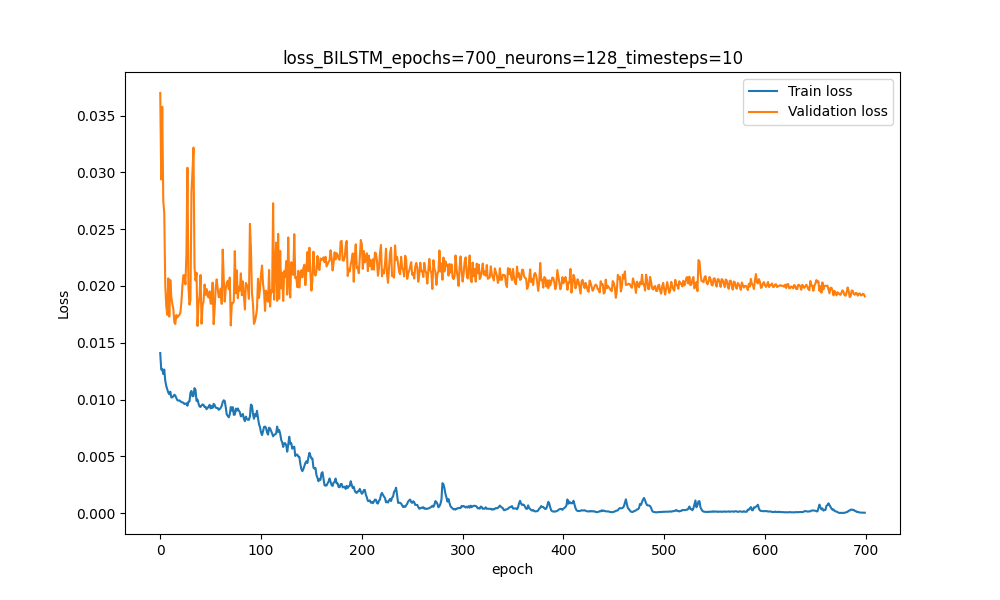 loss_BILSTM_epochs=700_neurons=128_timesteps=10
Train loss
Validation loss
0.035
0.030
0.025
0.020
0.015
0.010
0.005
0.000
Loss
0 100 200 300 400 500 600 700
epoch